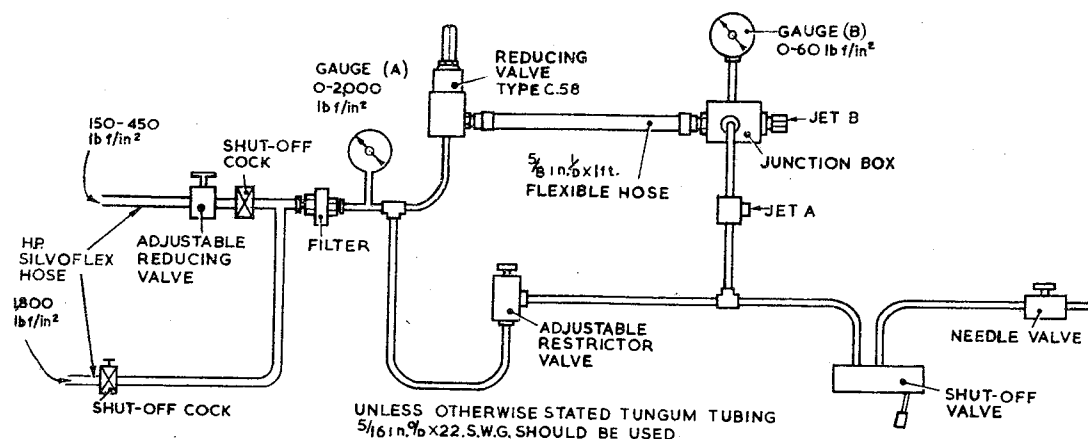 GAUGE (A)
0-2,000
lb f/in²
REDUCING
VALVE
TYPE C.58
GAUGE (B)
0-60 lb f/in²
150-450
lb f/in²
SHUT-OFF
COCK
JET B
JUNCTION BOX
5/8 in. I/D x 1ft.
FLEXIBLE HOSE
JET A
H.P.
SILVOFLEX
HOSE
ADJUSTABLE
REDUCING
VALVE
FILTER
1,800
lb f/in²
ADJUSTABLE
RESTRICTOR
VALVE
NEEDLE VALVE
SHUT-OFF COCK
SHUT-OFF
VALVE
UNLESS OTHERWISE STATED TUNGUM TUBING
5/16 in. O/D x 22. S.W.G. SHOULD BE USED